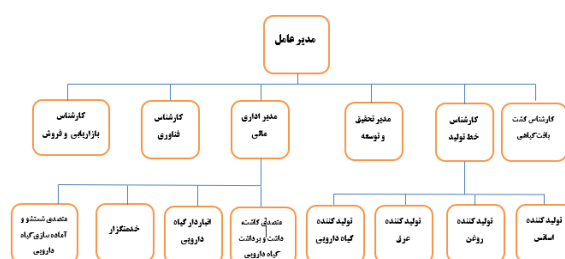 مدیر عامل
کارشناس کشت
بافت گیاهی
کارشناس
خط تولید
مدیر تحقیق
و توسعه
مدیر اداری
مالی
کارشناس
فناوری
کارشناس
بازاریابی و فروش
تولید کننده
اسانس
تولید کننده
روغن
تولید کننده
عرق
تولید کننده
گیاه دارویی
متصدی کاشت،
داشت و برداشت
گیاه دارویی
انباردار گیاه
دارویی
خدمتگزار
متصدی شستشو و
آماده سازی گیاه
دارویی